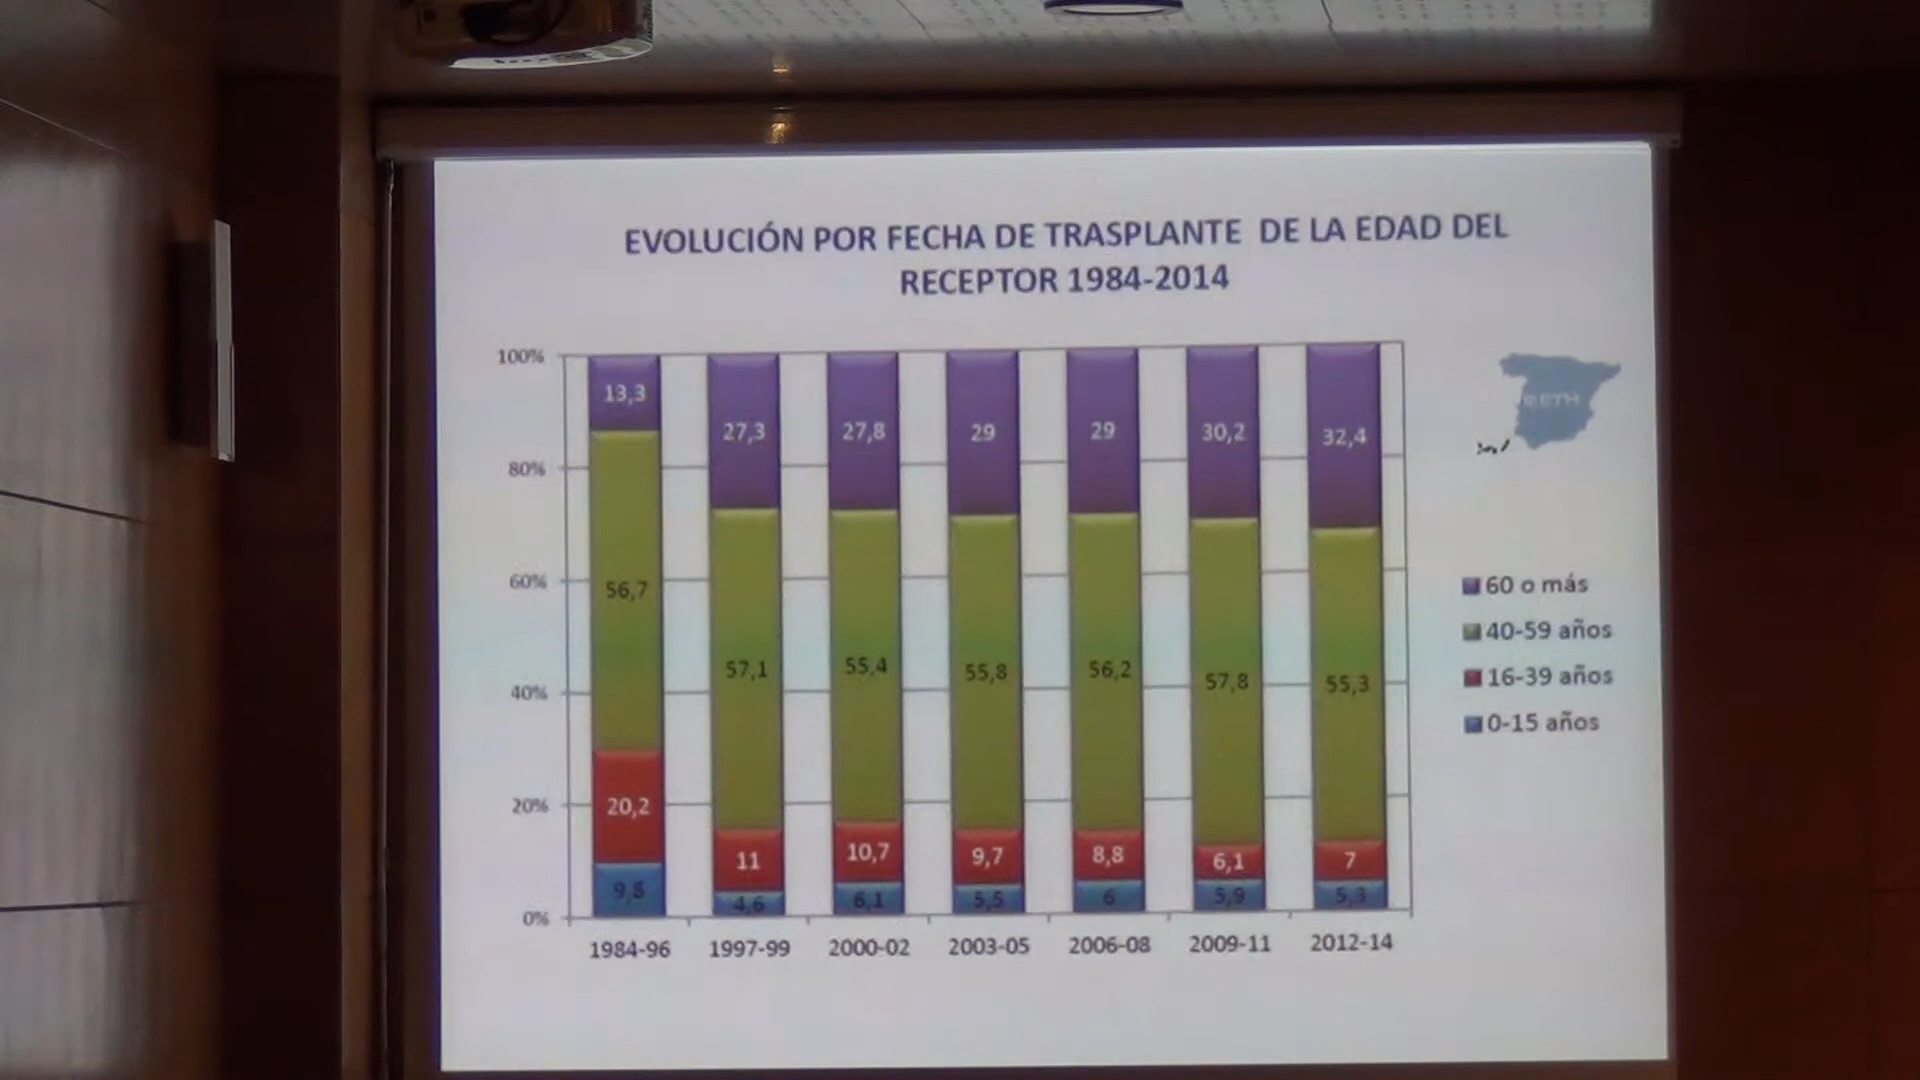 EVOLUCIÓN POR FECHA DE TRASPLANTE DE LA EDAD DEL
RECEPTOR 1984-2014
100%
80%
60%
40%
20%
0%
13,3 27,3 27,8 29 29 30,2 32,4
56,7 57,1 55,4 55,8 56,2 57,8 55,3
20,2 11 10,7 9,7 8,8 6,1 7
9,8 4,6 6,1 5,5 6 5,9 5,3
1984-96 1997-99 2000-02 2003-05 2006-08 2009-11 2012-14
RETH
60 o más
40-59 años
16-39 años
0-15 años